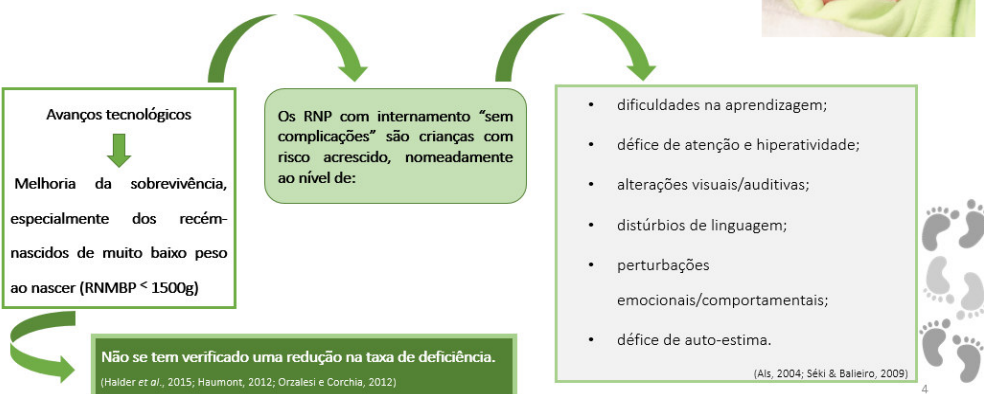 Avanços tecnológicos
Melhoria da sobrevivência,
especialmente dos recém-
nascidos de muito baixo peso
ao nascer (RNMBP < 1500g)
Não se tem verificado uma redução na taxa de deficiência.
(Halder et al., 2015; Haumont, 2012; Orzalesi e Corchia, 2012)
Os RNP com internamento “sem
complicações” são crianças com
risco acrescido, nomeadamente
ao nível de:
• dificuldades na aprendizagem;
• défice de atenção e hiperatividade;
• alterações visuais/auditivas;
• distúrbios de linguagem;
• perturbações
emocionais/comportamentais;
• défice de auto-estima.
(Als, 2004; Séki & Balieiro, 2009)
4